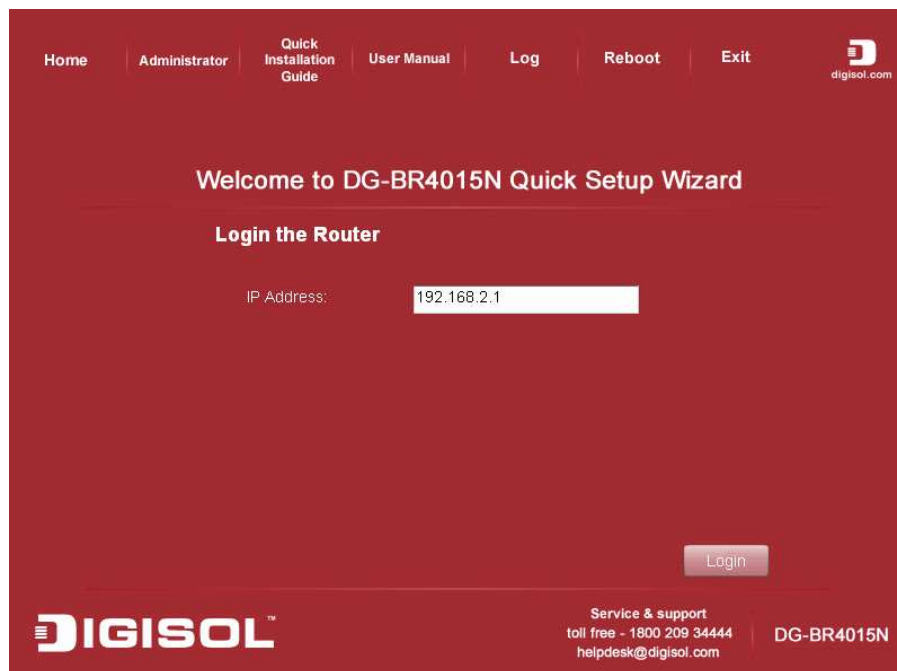 Home
Administrator
Quick
Installation
Guide
User Manual
Log
Reboot
Exit
digisol.com
Welcome to DG-BR4015N Quick Setup Wizard
Login the Router
IP Address:
192.168.2.1
Login
DIGISOL™
Service & support
toll free - 1800 209 34444
helpdesk@digisol.com
DG-BR4015N